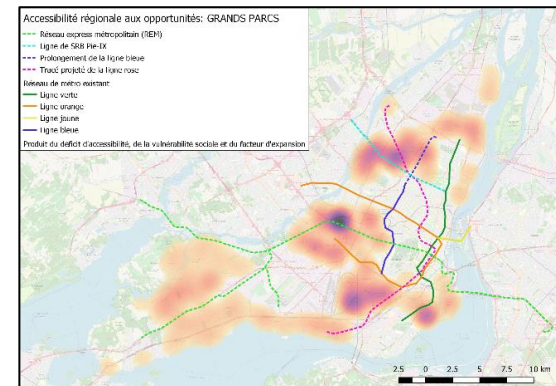 Accessibilité régionale aux opportunités: GRANDS PARCS
Réseau express métropolitain (REM)
Ligne de SRB Pie-IX
Prolongement de la ligne bleue
Tracé projeté de la ligne rose
Réseau de métro existant
Ligne verte
Ligne orange
Ligne jaune
Ligne bleue
Produit du déficit d'accessibilité, de la vulnérabilité sociale et du facteur d'expansion
2.5 0 2.5 5 7.5 10 km